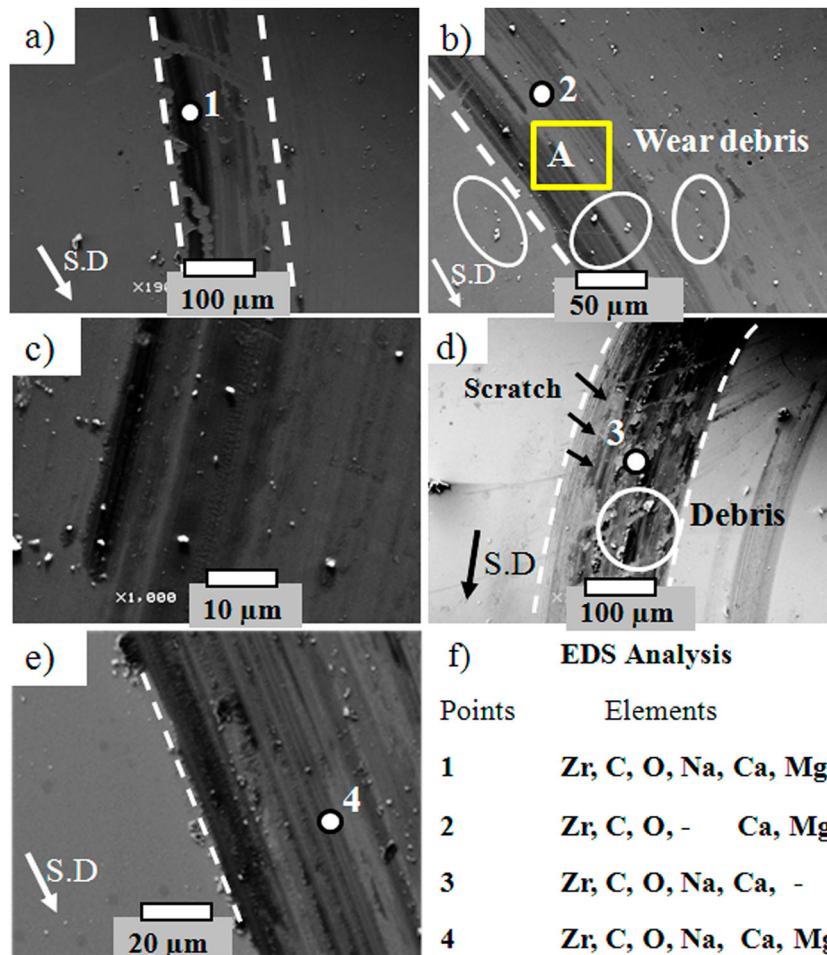 a)
1
S.D
X190
100 µm
b)
2
A
Wear debris
S.D
50 µm
c)
X1,000
10 µm
d)
Scratch
3
Debris
S.D
100 µm
e)
4
S.D
20 µm
f) EDS Analysis
Points Elements
1 Zr, C, O, Na, Ca, Mg
2 Zr, C, O, - Ca, Mg
3 Zr, C, O, Na, Ca, -
4 Zr, C, O, Na, Ca, Mg